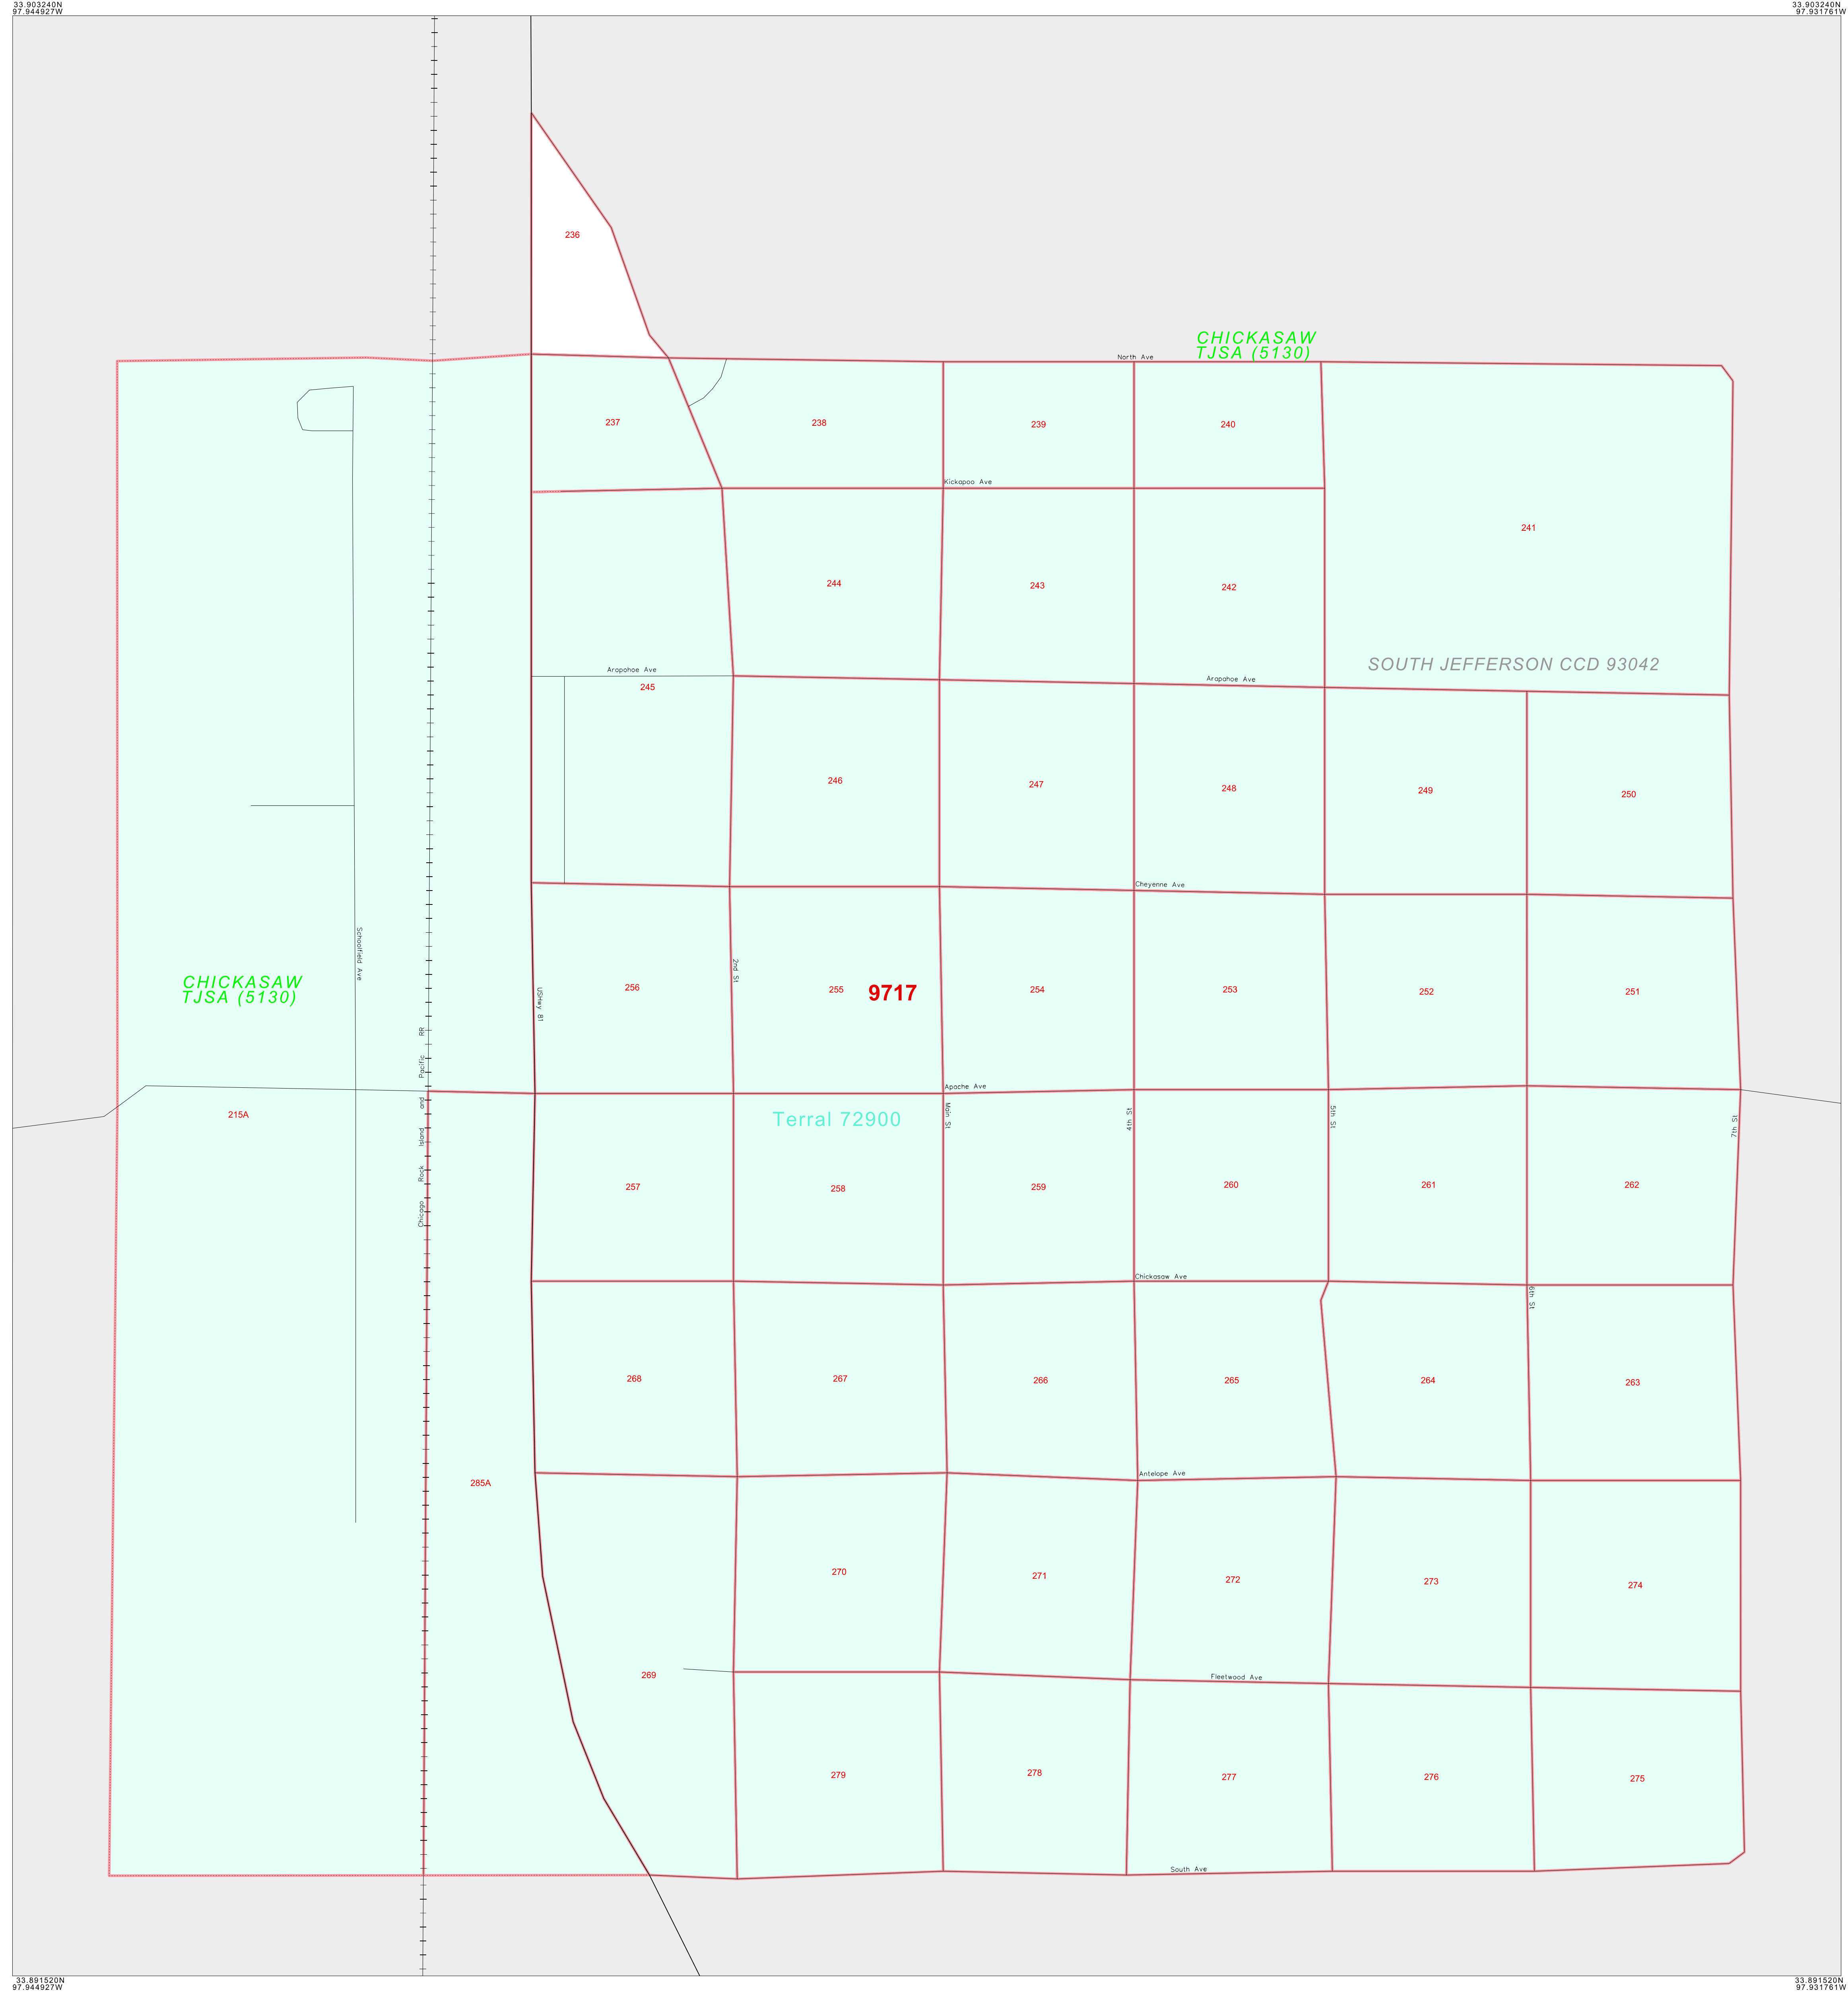 33.903240N
97.944927W
33.903240N
97.931761W
236
CHICKASAW
TJSA (5130)
North Ave
237
238
239
240
Kickapoo Ave
241
244
243
242
SOUTH JEFFERSON CCD 93042
Arapahoe Ave
Arapahoe Ave
245
246
247
248
249
250
Cheyenne Ave
Schoolfield Ave
CHICKASAW
TJSA (5130)
USHwy 81
2nd St
256
255
9717
254
253
252
251
Chicago Rock Island and Pacific RR
Apache Ave
215A
Terral 72900
Main St
4th St
5th St
7th St
257
258
259
260
261
262
Chickasaw Ave
6th St
268
267
266
265
264
263
Antelope Ave
285A
270
271
272
273
274
269
Fleetwood Ave
279
278
277
276
275
South Ave
33.891520N
97.944927W
33.891520N
97.931761W